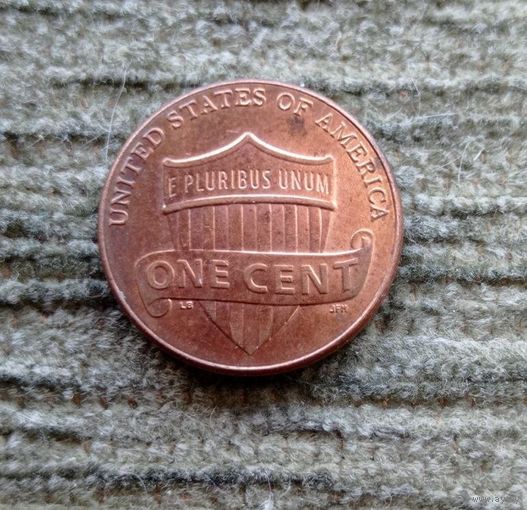 UNITED STATES OF AMERICA
E PLURIBUS UNUM
ONE CENT
LB
JFM